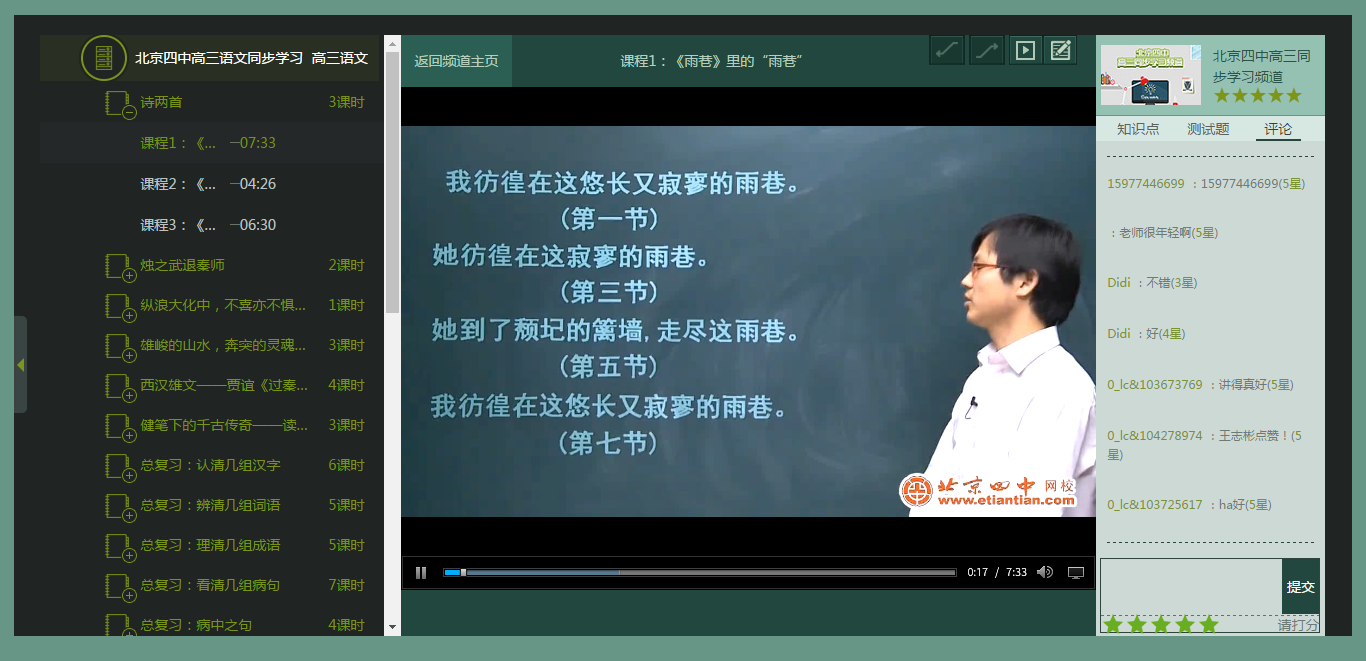 北京四中高三语文同步学习 高三语文
诗两首 3课时
课程1：《... —07:33
课程2：《... —04:26
课程3：《... —06:30
烛之武退秦师 2课时
纵浪大化中，不喜亦不惧... 1课时
雄峻的山水，奔突的灵魂... 3课时
西汉雄文——贾谊《过秦... 4课时
健笔下的千古传奇——读... 3课时
总复习：认清几组汉字 6课时
总复习：辨清几组词语 5课时
总复习：理清几组成语 5课时
总复习：看清几组病句 7课时
总复习：病中之句 4课时
返回频道主页 课程1：《雨巷》里的“雨巷”
我彷徨在这悠长又寂寥的雨巷。
（第一节）
她彷徨在这寂寥的雨巷。
（第三节）
她到了颓圮的篱墙，走尽这雨巷。
（第五节）
我彷徨在这悠长又寂寥的雨巷。
（第七节）
北京四中网校
www.etiantian.com
0:17 / 7:33
北京四中
北京四中高三同
步学习频道
知识点 测试题 评论
15977446699 ：15977446699(5星)
：老师很年轻啊(5星)
Didi ：不错(3星)
Didi ：好(4星)
0_lc&103673769 ：讲得真好(5星)
0_lc&104278974 ：王志彬点赞！(5
星)
0_lc&103725617 ：ha好(5星)
提交
请打分